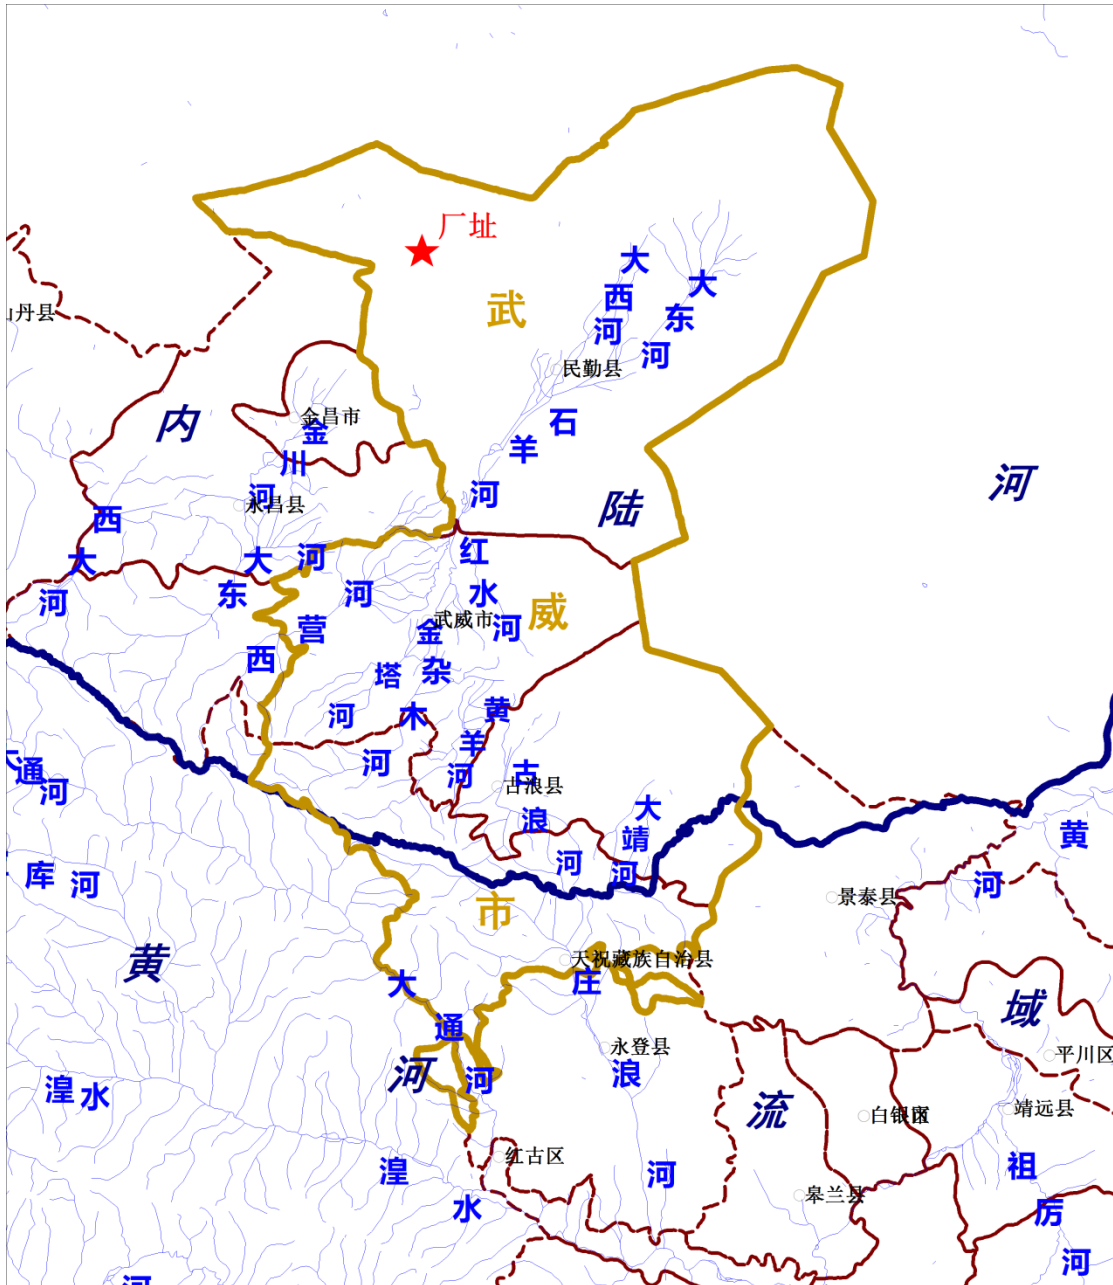 厂址
武
威
市
大西河
大东河
山丹县
民勤县
石羊河
金昌市
金川河
永昌县
内
陆
河
西大河
东大河
红水河
西营河
武威市
金
塔
河
杂木河
黄羊河
古浪县
古浪河
大靖河
通河
库河
黄
河
流
域
黄河
景泰县
天祝藏族自治县
大通河
庄浪河
永登县
平川区
靖远县
白银
湟水
红古区
皋兰县
湟水
祖厉河
河